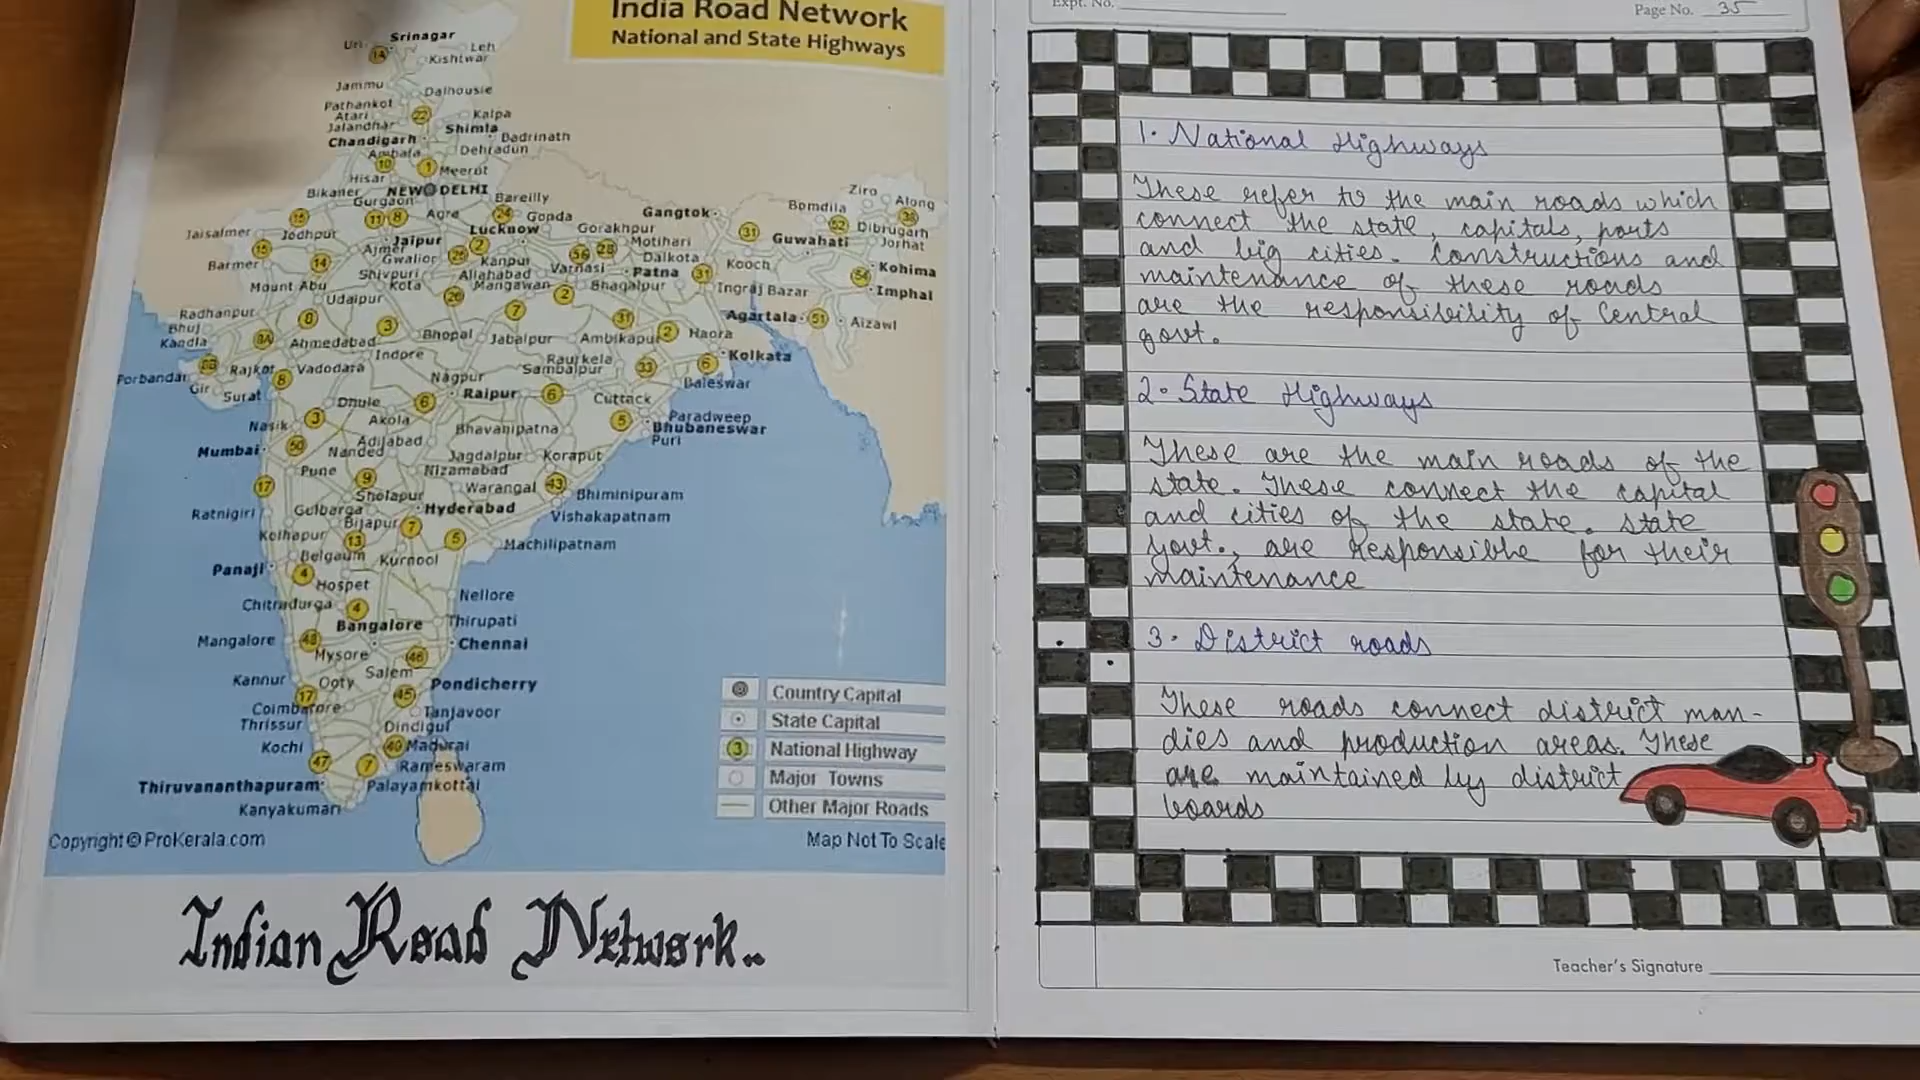 India Road Network
National and State Highways
Srinagar
Uri
Leh
Kishtwar
Jammu
Dalhousie
Pathankot
Atari
Kalpa
Jalandhar
Shimla
Chandigarh
Badrinath
Dehradun
Ambala
Meerut
Hisar
NEW DELHI
Bikaner
Bareilly
Gurgaon
Agra
Gonda
Gangtok
Ziro
Along
Bomdila
Dibrugarh
Jaisalmer
Jodhpur
Lucknow
Gorakhpur
Jaipur
Motihari
Guwahati
Jorhat
Ajmer
Gwalior
Kanpur
Dalkota
Kooch
Kohima
Barmer
Shivpuri
Allahabad
Varnasi
Patna
Mount Abu
Kota
Mangawan
Bhagalpur
Ingraj Bazar
Imphal
Udaipur
Radhanpur
Agartala
Aizawl
Bhuj
Kandla
Ahmedabad
Bhopal
Jabalpur
Ambikapur
Haora
Indore
Raurkela
Kolkata
Porbandar
Rajkot
Vadodara
Sambalpur
Gir
Nagpur
Baleswar
Surat
Dhule
Raipur
Cuttack
Nasik
Akola
Paradweep
Bhavanipatna
Bhubaneswar
Mumbai
Adijabad
Puri
Nanded
Jagdalpur
Koraput
Pune
Nizamabad
Sholapur
Warangal
Bhiminipuram
Ratnigiri
Gulbarga
Hyderabad
Vishakapatnam
Bijapur
Kolhapur
Machilipatnam
Belgaum
Kurnool
Panaji
Hospet
Nellore
Chitradurga
Bangalore
Thirupati
Mangalore
Chennai
Mysore
Salem
Kannur
Ooty
Pondicherry
Coimbatore
Tanjavoor
Thrissur
Dindigul
Kochi
Madurai
Rameswaram
Thiruvananthapuram
Palayamkottai
Kanyakumari
Country Capital
State Capital
3 National Highway
Major Towns
Other Major Roads
Copyright © ProKerala.com
Map Not To Scale
Indian Road Network..
Expt. No.
Page No. 35
1. National Highways
These refer to the main roads which
connect the state, capitals, ports
and big cities. Constructions and
maintenance of these roads
are the responsibility of Central
govt.
2. State Highways
These are the main roads of the
state. These connect the capital
and cities of the state. State
govt., are responsible for their
maintenance
3. District roads
These roads connect district man-
dies and production areas. These
are maintained by district
boards
Teacher's Signature